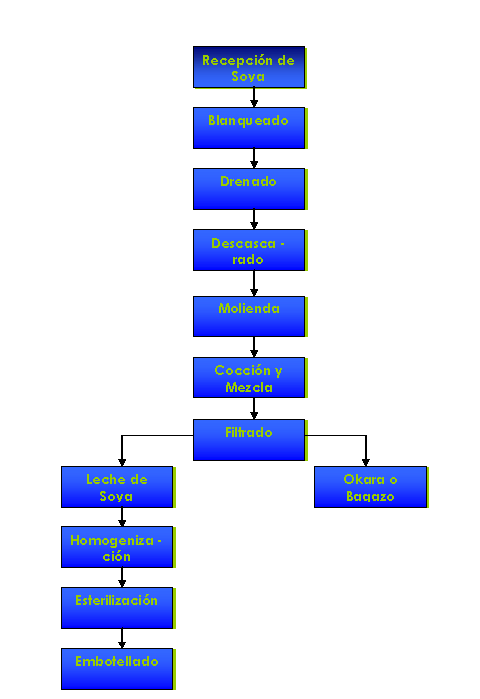 Recepción de
Soya
Blanqueado
Drenado
Descasca -
rado
Molienda
Cocción y
Mezcla
Filtrado
Leche de
Soya
Okara o
Bagazo
Homogeniza -
ción
Esterilización
Embotellado